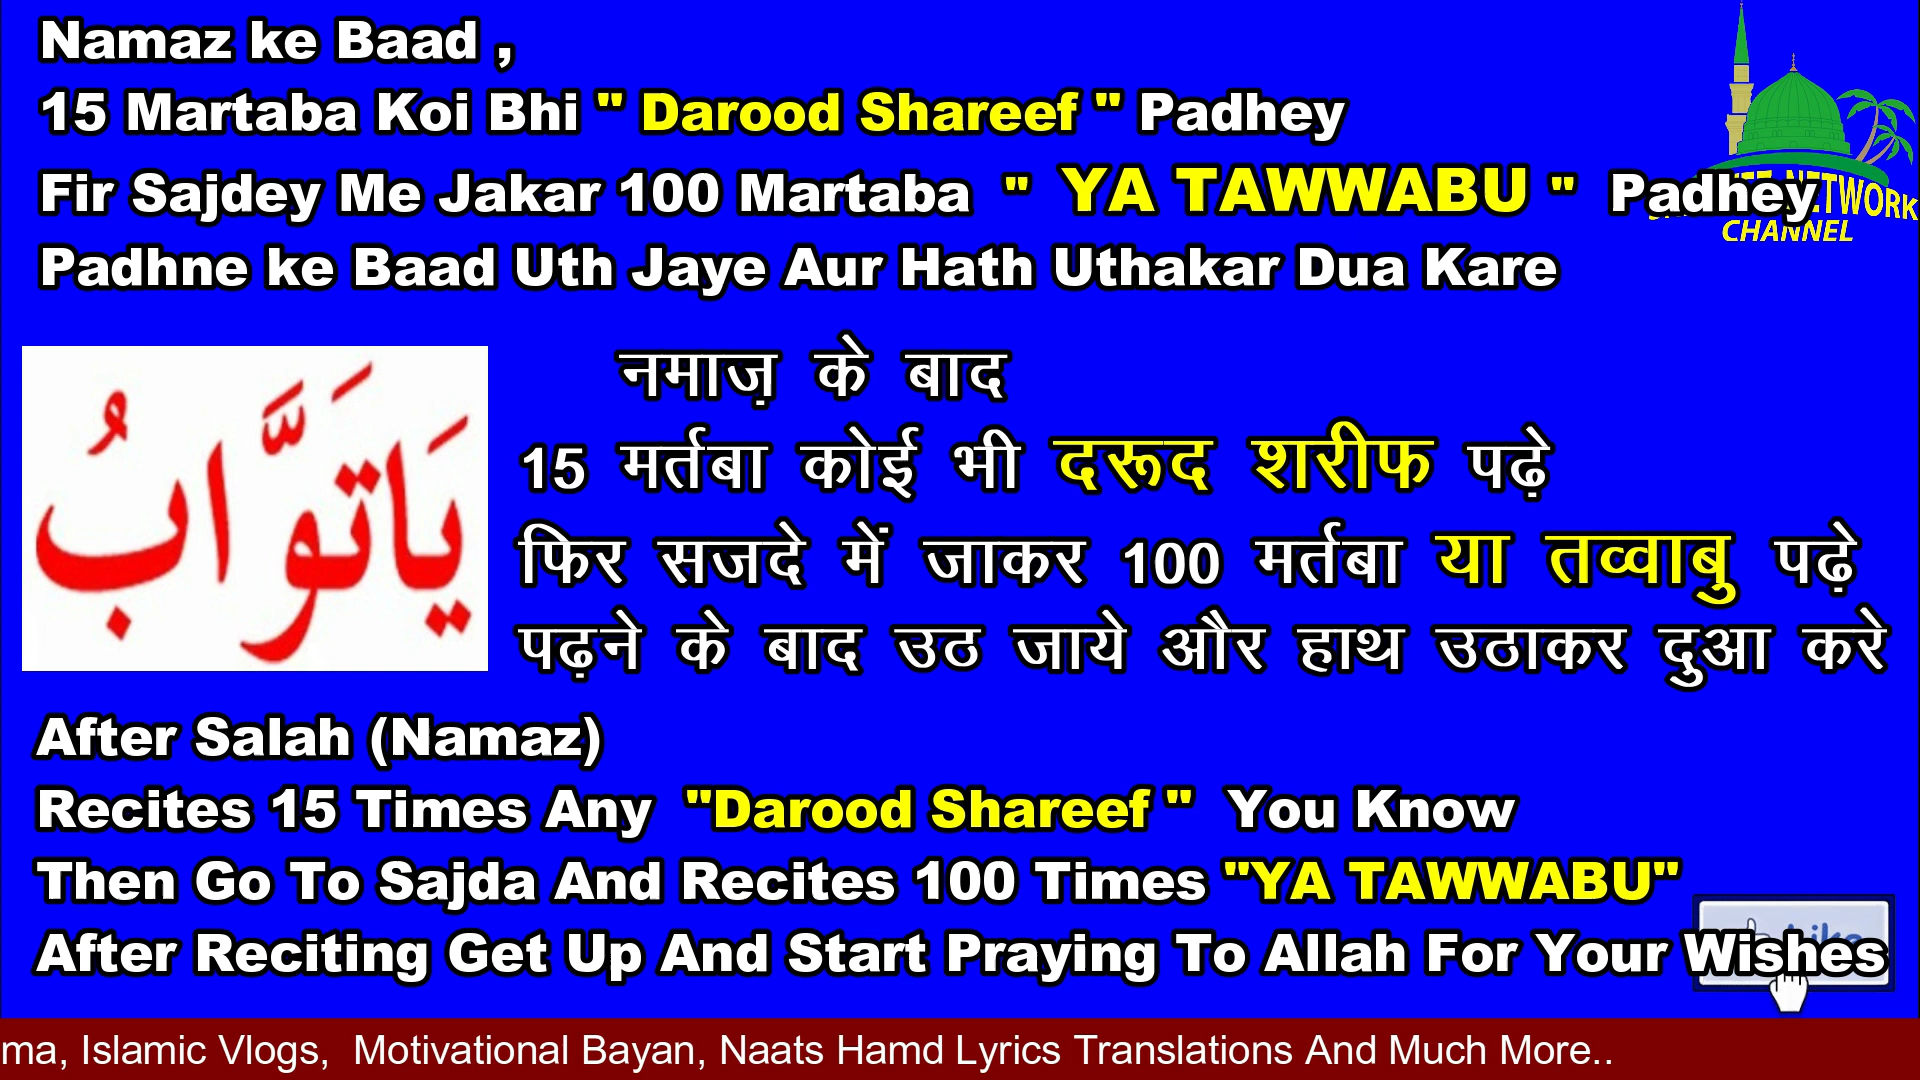 Namaz ke Baad ,
15 Martaba Koi Bhi " Darood Shareef " Padhey
Fir Sajdey Me Jakar 100 Martaba " YA TAWWABU " Padhey
NETWORK
CHANNEL
Padhne ke Baad Uth Jaye Aur Hath Uthakar Dua Kare
يَاتَوَّابُ
नमाज़ के बाद
15 मर्तबा कोई भी दरूद शरीफ पढ़े
फिर सजदे में जाकर 100 मर्तबा या तव्वाबु पढ़े
पढ़ने के बाद उठ जाये और हाथ उठाकर दुआ करे
After Salah (Namaz)
Recites 15 Times Any "Darood Shareef " You Know
Then Go To Sajda And Recites 100 Times "YA TAWWABU"
After Reciting Get Up And Start Praying To Allah For Your Wishes
Like
ma, Islamic Vlogs, Motivational Bayan, Naats Hamd Lyrics Translations And Much More..